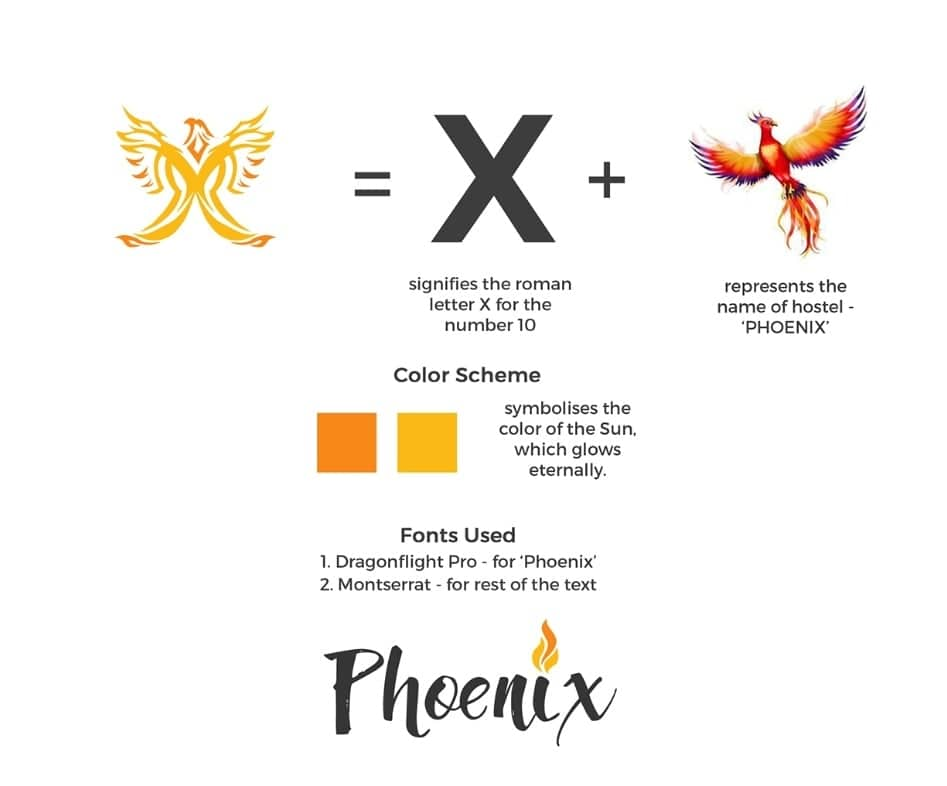 = X +
signifies the roman
letter X for the
number 10
represents the
name of hostel -
‘PHOENIX’
Color Scheme
symbolises the
color of the Sun,
which glows
eternally.
Fonts Used
1. Dragonflight Pro - for ‘Phoenix’
2. Montserrat - for rest of the text
Phoenix